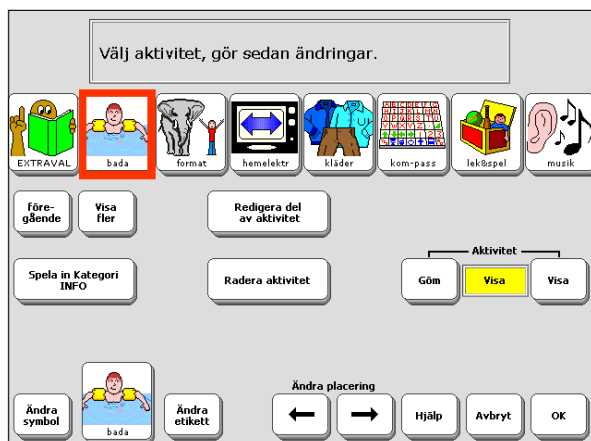 Välj aktivitet, gör sedan ändringar.
EXTRAVAL
bada
format
hemelektr
kläder
kom-pass
lek&spel
musik
före-
gående
Visa
fler
Redigera del
av aktivitet
Aktivitet
Spela in Kategori
INFO
Radera aktivitet
Göm
Visa
Visa
Ändra
symbol
bada
Ändra
etikett
Ändra placering
Hjälp
Avbryt
OK